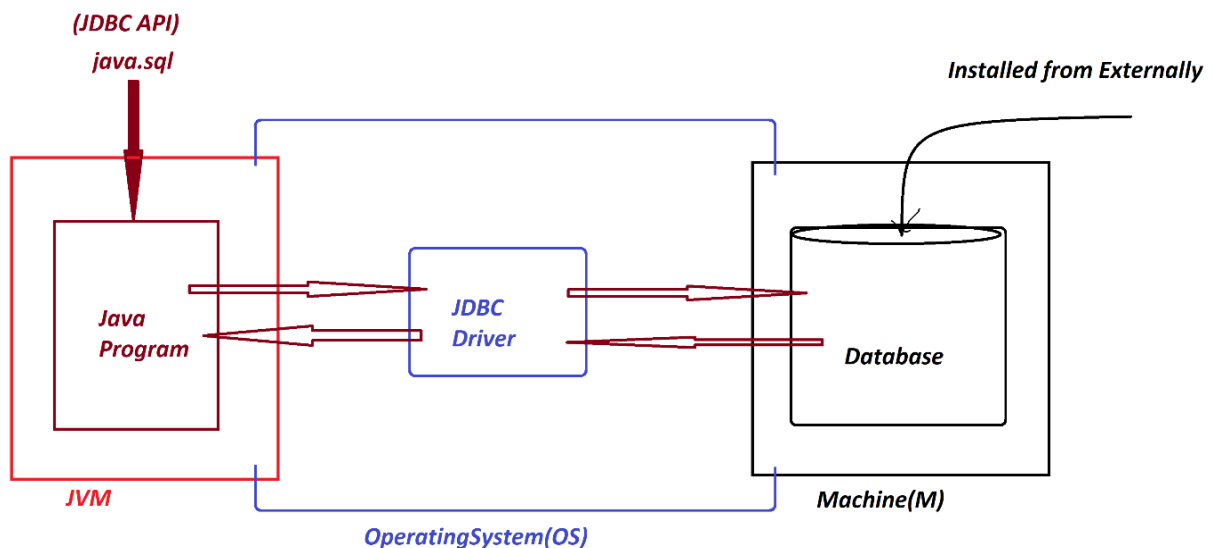 (JDBC API)
java.sql
Installed from Externally
Java
Program
JDBC
Driver
Database
JVM
Machine(M)
OperatingSystem(OS)